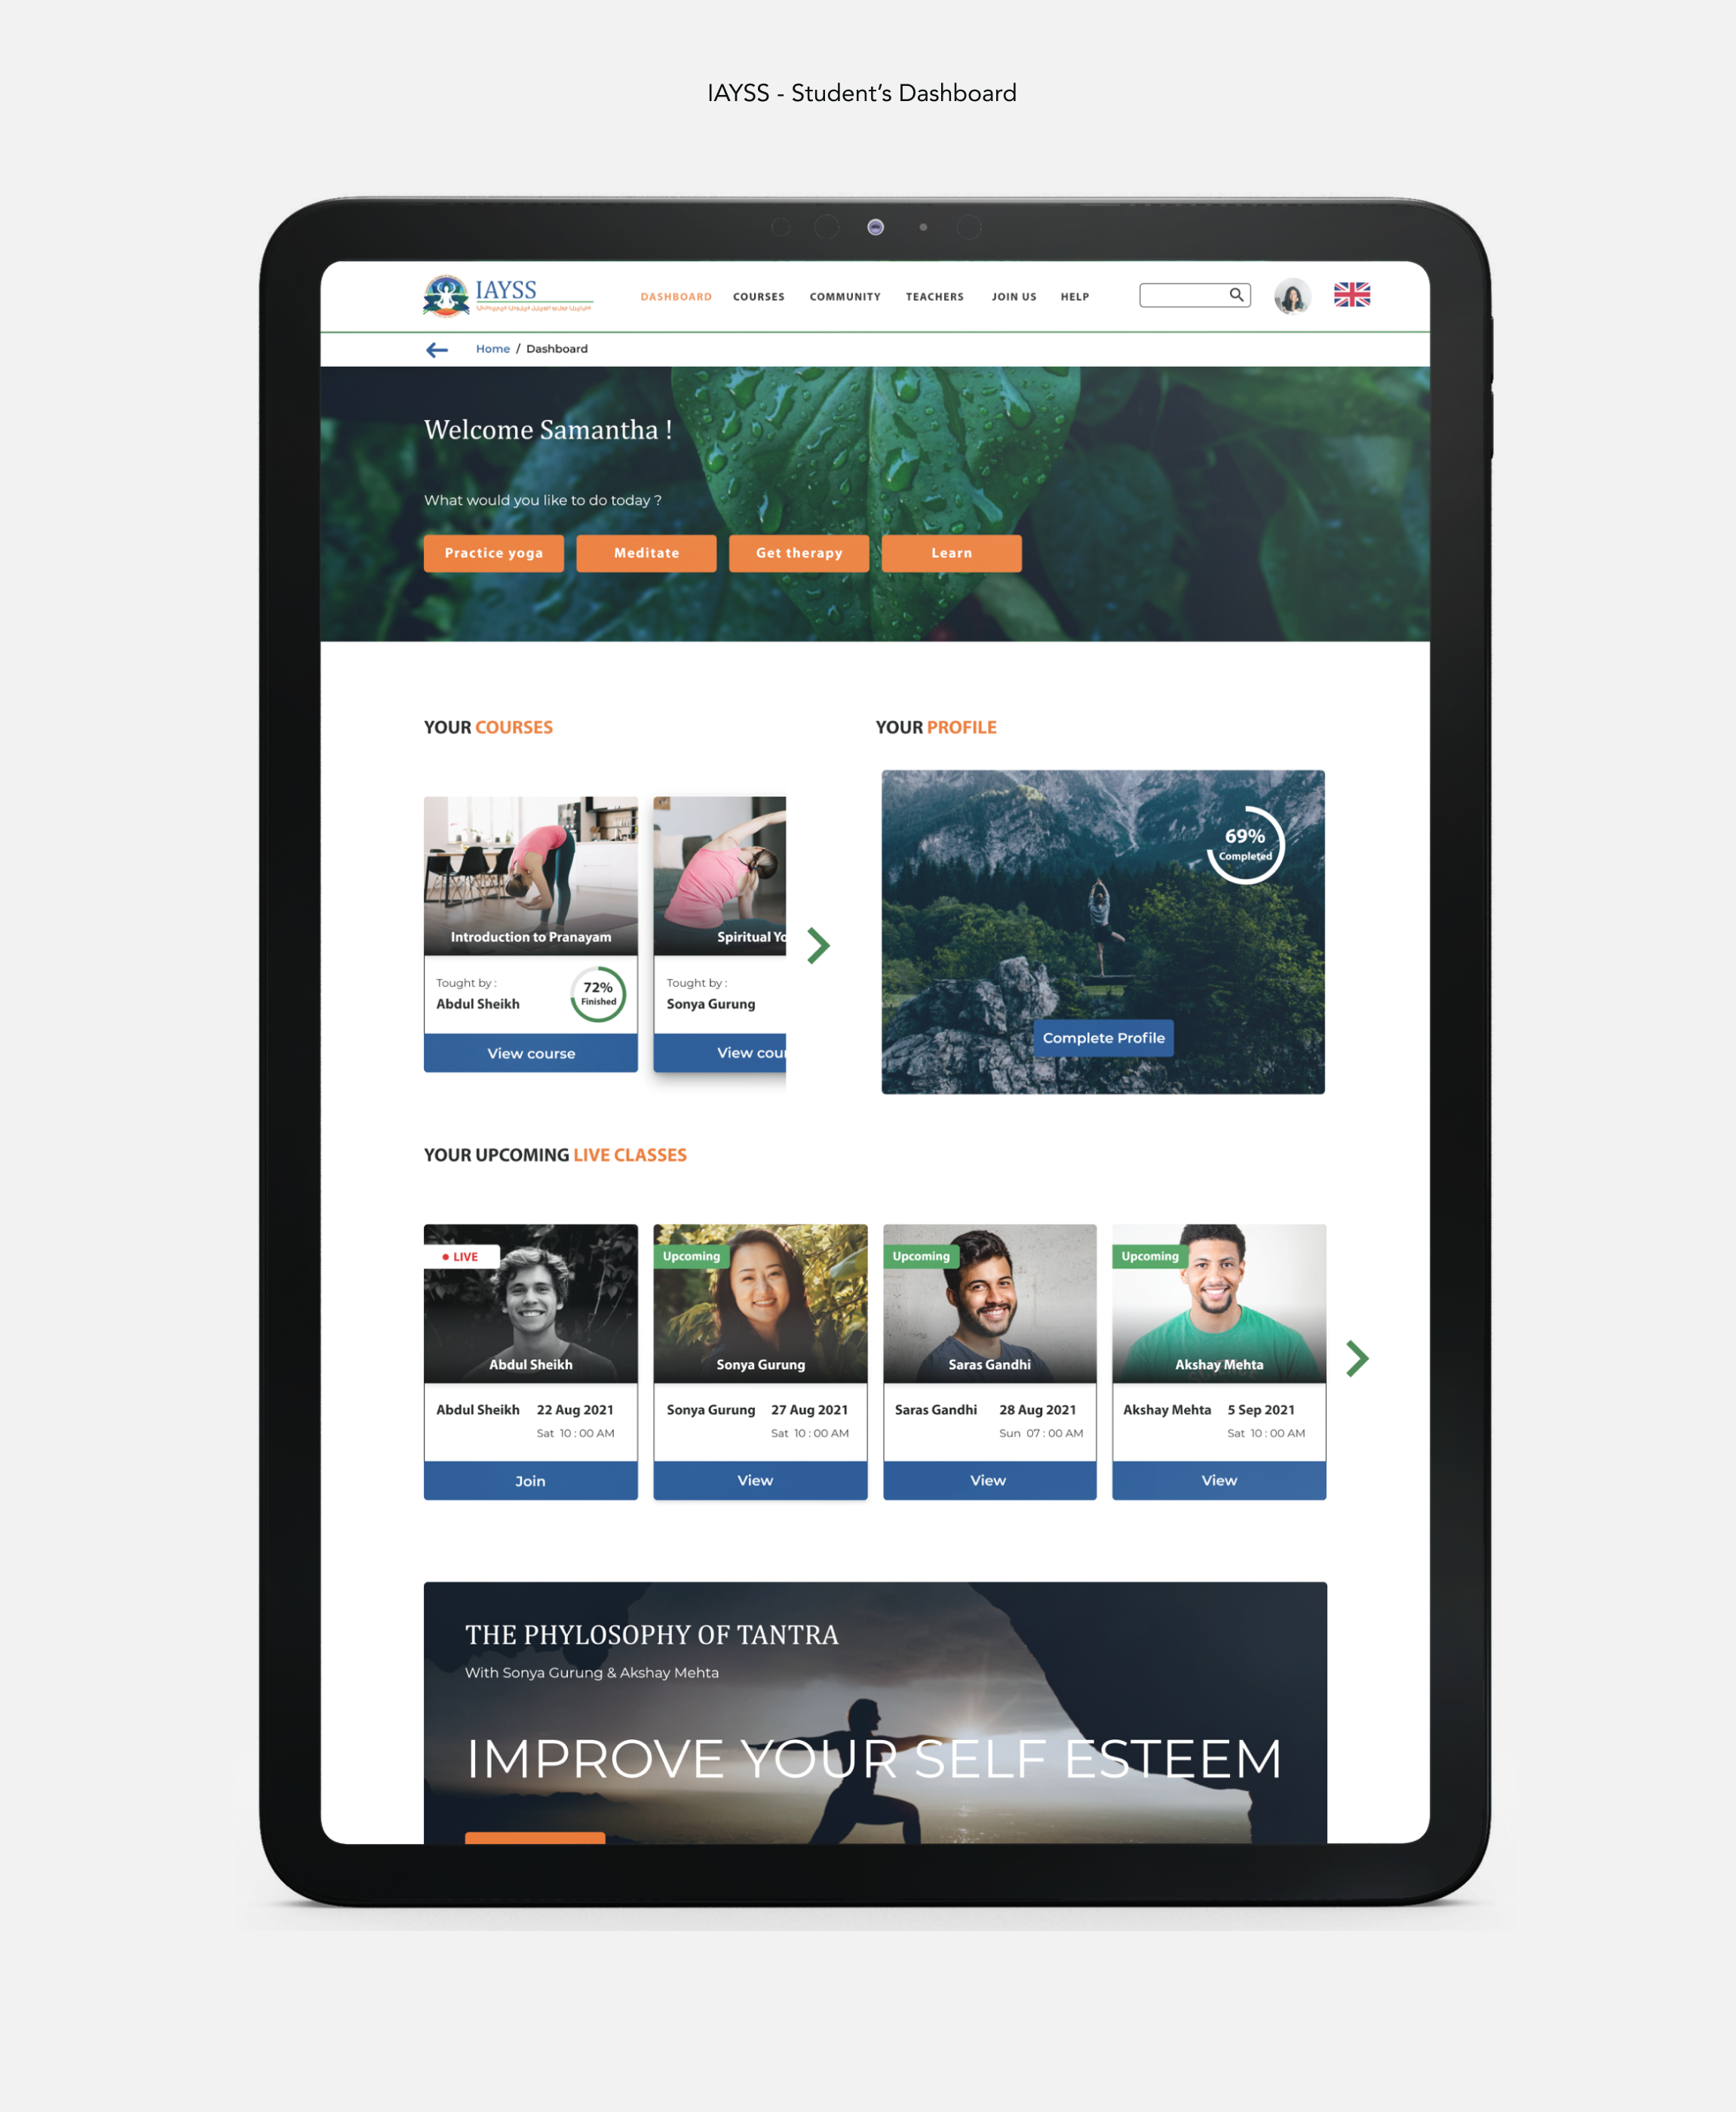 IAYSS - Student’s Dashboard
IAYSS
DASHBOARD COURSES COMMUNITY TEACHERS JOIN US HELP
Home / Dashboard
Welcome Samantha !
What would you like to do today ?
Practice yoga Meditate Get therapy Learn
YOUR COURSES
Introduction to Pranayam
Tought by :
Abdul Sheikh
72%
Finished
View course
Spiritual Yo
Tought by :
Sonya Gurung
View cour
YOUR PROFILE
69%
Completed
Complete Profile
YOUR UPCOMING LIVE CLASSES
LIVE
Abdul Sheikh
Abdul Sheikh 22 Aug 2021
Sat 10 : 00 AM
Join
Upcoming
Sonya Gurung
Sonya Gurung 27 Aug 2021
Sat 10 : 00 AM
View
Upcoming
Saras Gandhi
Saras Gandhi 28 Aug 2021
Sun 07 : 00 AM
View
Upcoming
Akshay Mehta
Akshay Mehta 5 Sep 2021
Sat 10 : 00 AM
View
THE PHYLOSOPHY OF TANTRA
With Sonya Gurung & Akshay Mehta
IMPROVE YOUR SELF ESTEEM